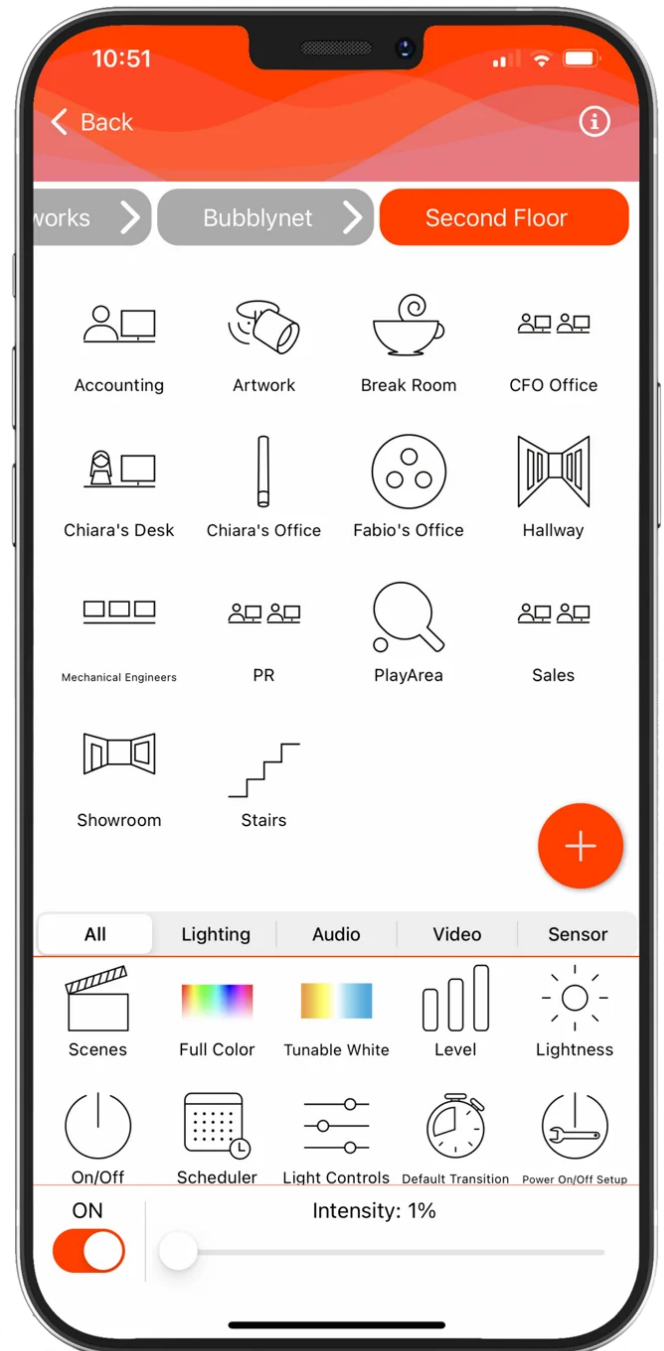 10:51
Back
works
Bubblynet
Second Floor
Accounting
Artwork
Break Room
CFO Office
Chiara's Desk
Chiara's Office
Fabio's Office
Hallway
Mechanical Engineers
PR
PlayArea
Sales
Showroom
Stairs
All
Lighting
Audio
Video
Sensor
Scenes
Full Color
Tunable White
Level
Lightness
On/Off
Scheduler
Light Controls
Default Transition
Power On/Off Setup
ON
Intensity: 1%